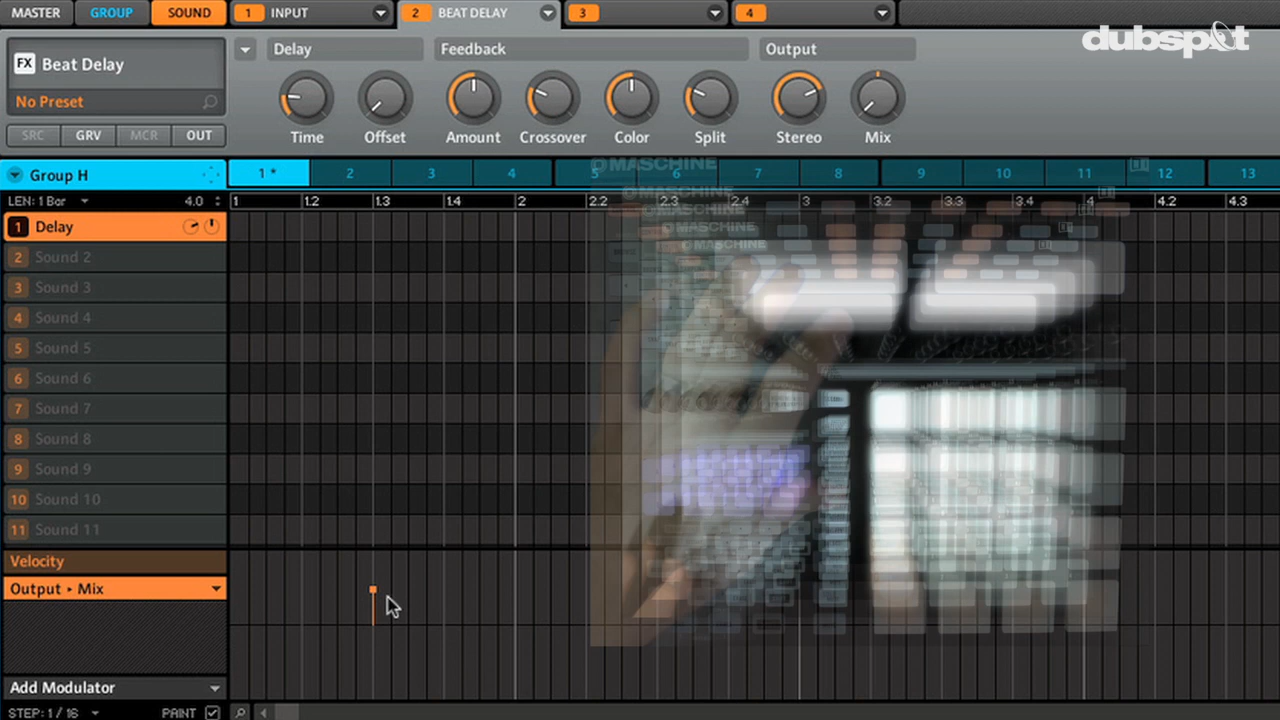 MASTER GROUP SOUND 1 INPUT 2 BEAT DELAY 3 4
dubspot
FX Beat Delay
Delay Feedback Output
No Preset
SRC GRV MCR OUT
Time Offset Amount Crossover Color Split Stereo Mix
Group H 1 * 2 3 4 5 6 7 8 9 10 11 12 13
MASCHINE
LEN: 1 Bar 4.0 1 1.2 1.3 1.4 2 2.2 2.3 2.4 3 3.2 3.3 3.4 4 4.2 4.3
MASCHINE
MASCHINE
MASCHINE
MASCHINE
1 Delay
2 Sound 2
3 Sound 3
4 Sound 4
5 Sound 5
6 Sound 6
7 Sound 7
8 Sound 8
9 Sound 9
10 Sound 10
11 Sound 11
Velocity
Output ▸ Mix
Add Modulator
STEP: 1 / 16 PAINT